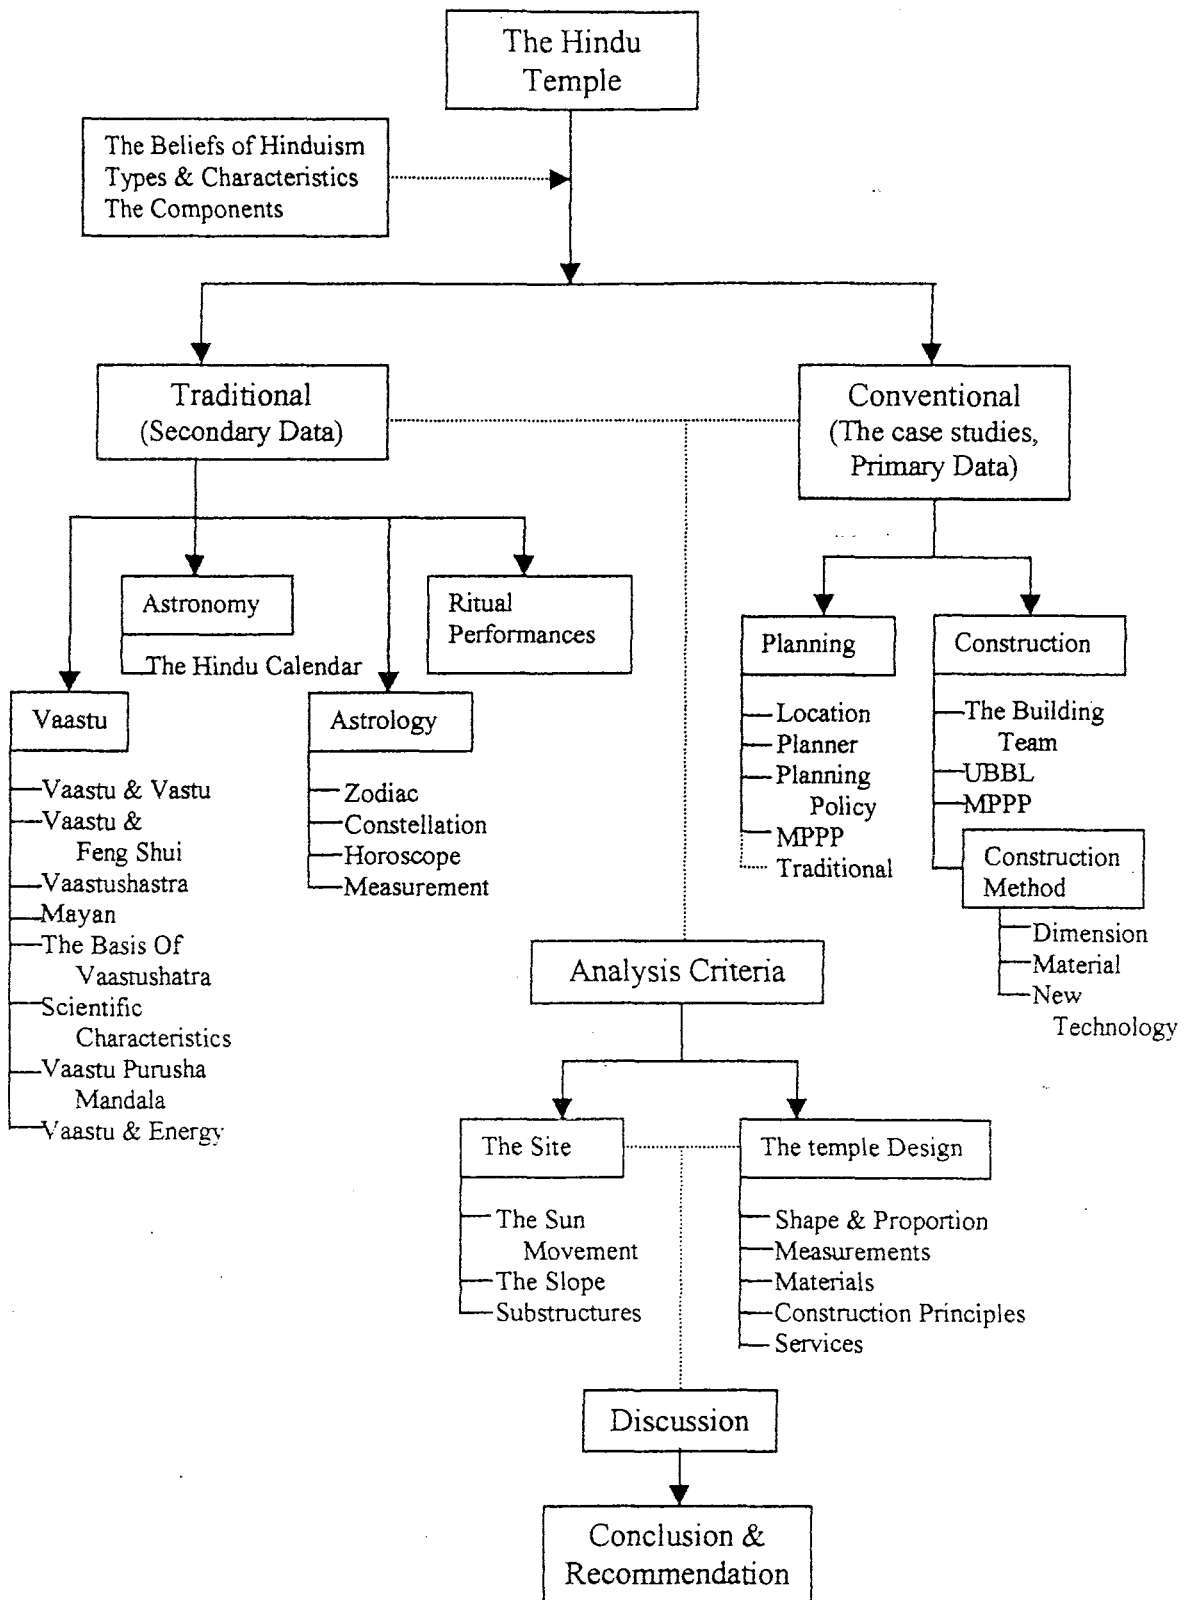 The Hindu
Temple
The Beliefs of Hinduism
Types & Characteristics
The Components
Traditional
(Secondary Data)
Conventional
(The case studies,
Primary Data)
Astronomy
The Hindu Calendar
Ritual
Performances
Vaastu
Vaastu & Vastu
Vaastu &
Feng Shui
Vaastushastra
Mayan
The Basis Of
Vaastushatra
Scientific
Characteristics
Vaastu Purusha
Mandala
Vaastu & Energy
Astrology
Zodiac
Constellation
Horoscope
Measurement
Planning
Location
Planner
Planning
Policy
MPPP
Traditional
Construction
The Building
Team
UBBL
MPPP
Construction
Method
Dimension
Material
New
Technology
Analysis Criteria
The Site
The Sun
Movement
The Slope
Substructures
The temple Design
Shape & Proportion
Measurements
Materials
Construction Principles
Services
Discussion
Conclusion &
Recommendation